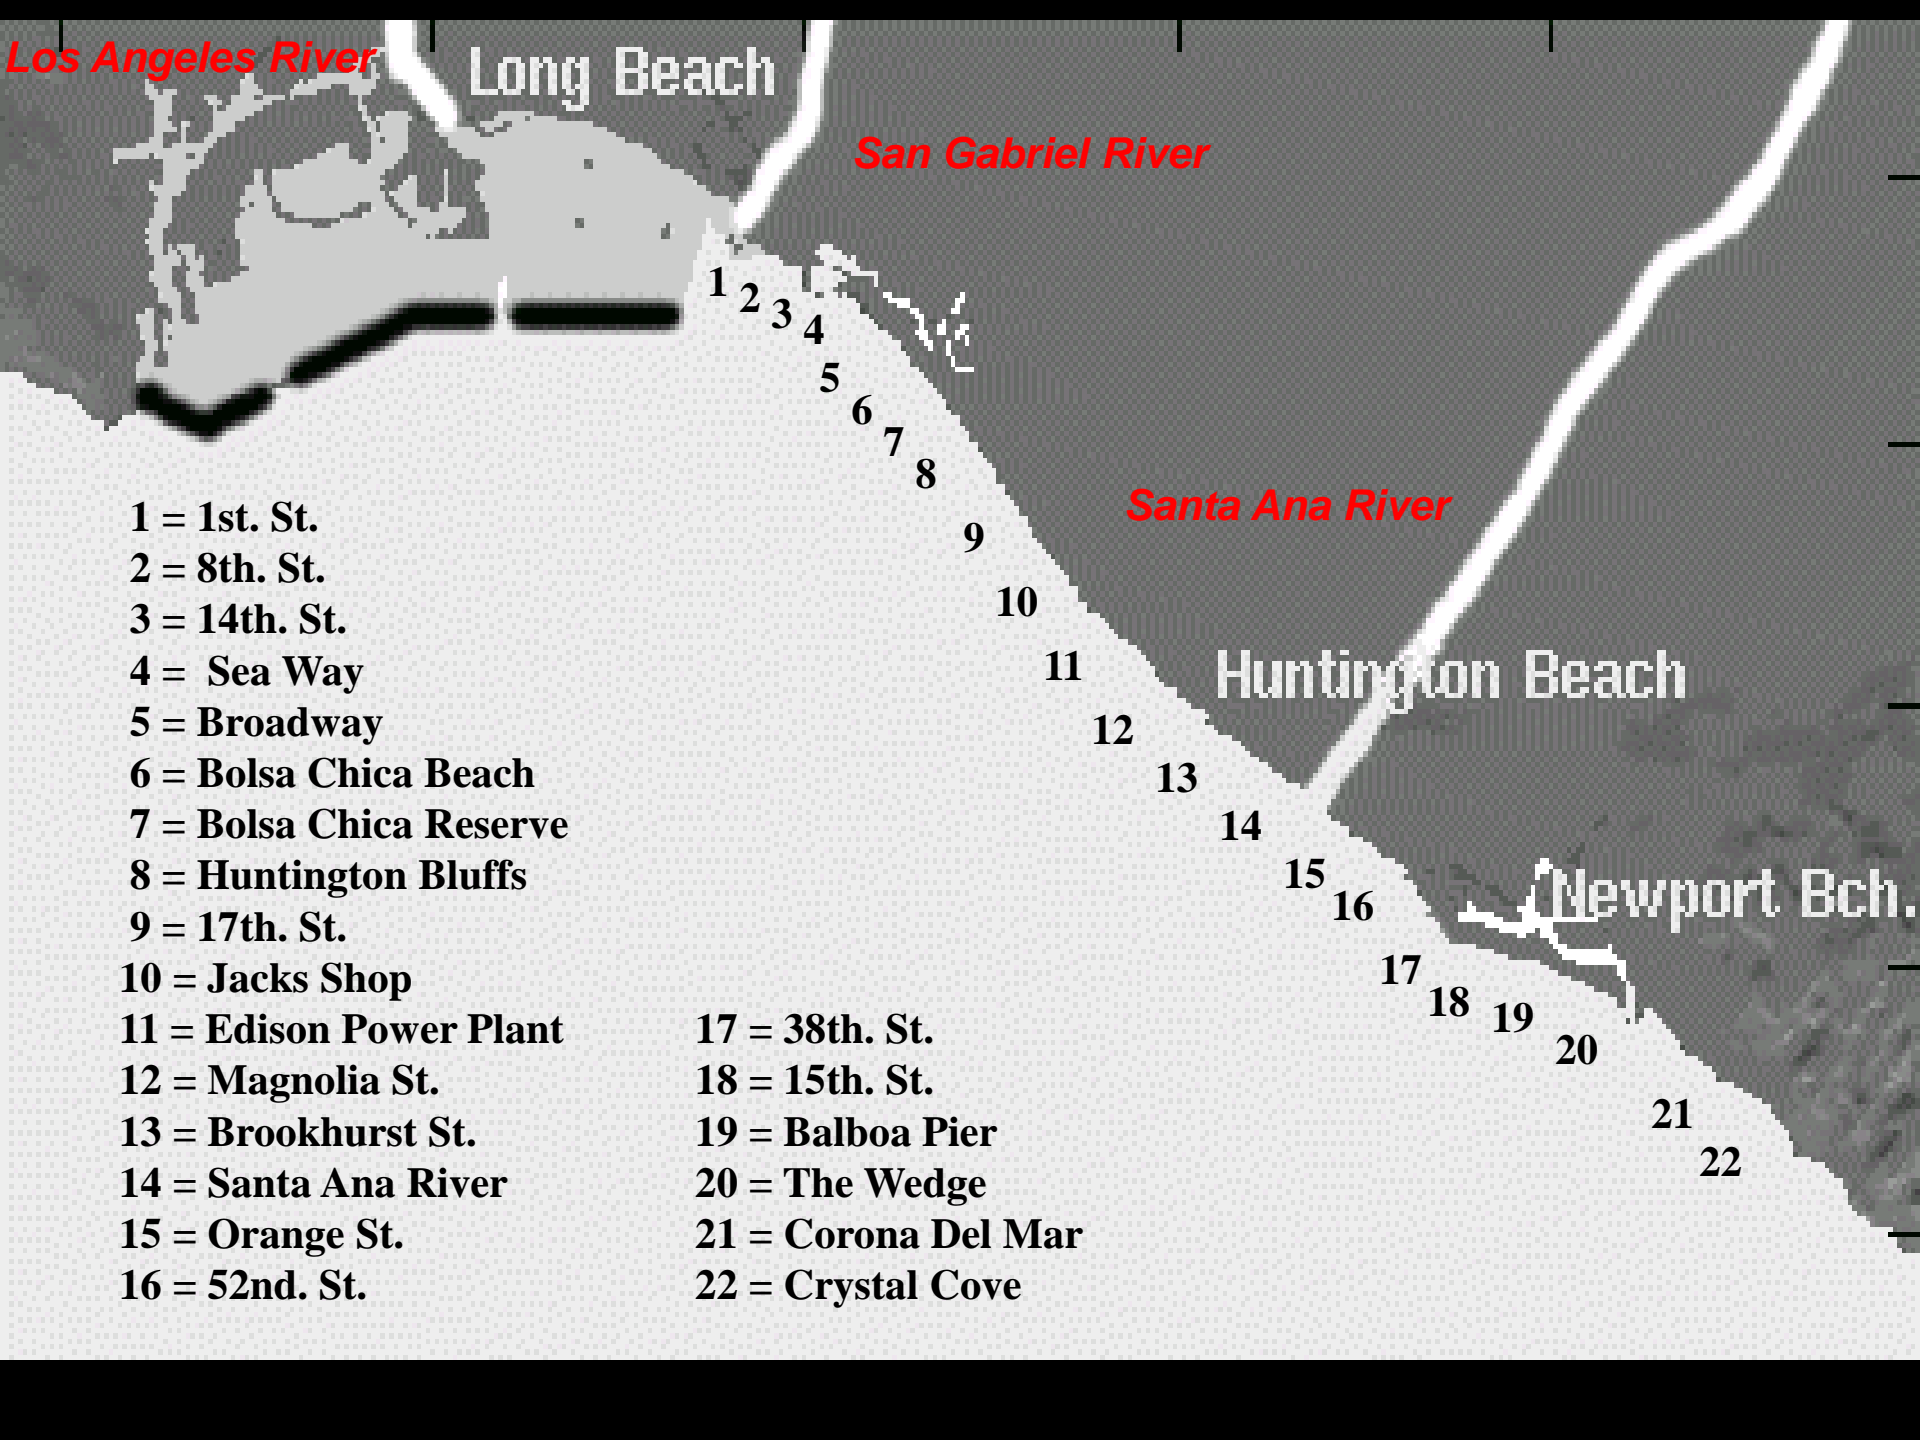 Los Angeles River
Long Beach
San Gabriel River
1
2
3
4
5
6
7
8
9
10
11
12
13
14
15
16
17
18
19
20
21
22
Santa Ana River
Huntington Beach
Newport Bch.
1 = 1st. St.
2 = 8th. St.
3 = 14th. St.
4 = Sea Way
5 = Broadway
6 = Bolsa Chica Beach
7 = Bolsa Chica Reserve
8 = Huntington Bluffs
9 = 17th. St.
10 = Jacks Shop
11 = Edison Power Plant
12 = Magnolia St.
13 = Brookhurst St.
14 = Santa Ana River
15 = Orange St.
16 = 52nd. St.
17 = 38th. St.
18 = 15th. St.
19 = Balboa Pier
20 = The Wedge
21 = Corona Del Mar
22 = Crystal Cove